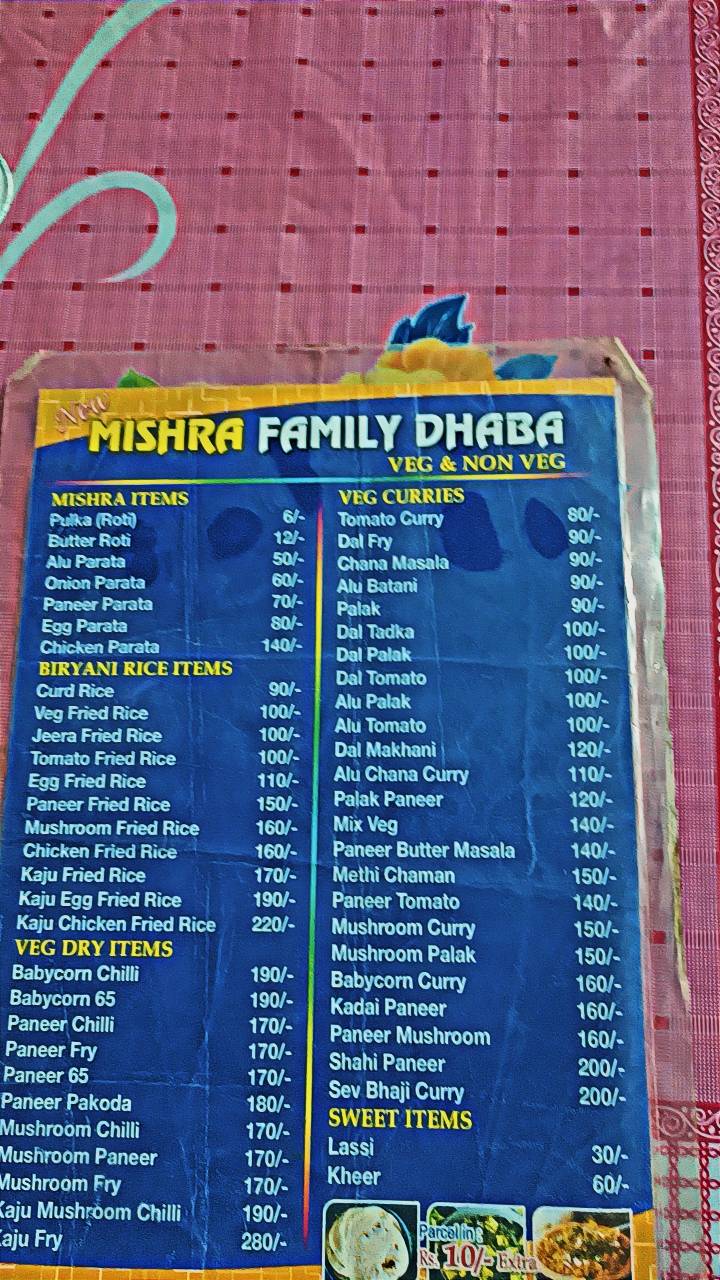 New
MISHRA FAMILY DHABA
VEG & NON VEG
MISHRA ITEMS
Pulka (Roti) 6/-
Butter Roti 12/-
Alu Parata 50/-
Onion Parata 60/-
Paneer Parata 70/-
Egg Parata 80/-
Chicken Parata 140/-
BIRYANI RICE ITEMS
Curd Rice 90/-
Veg Fried Rice 100/-
Jeera Fried Rice 100/-
Tomato Fried Rice 100/-
Egg Fried Rice 110/-
Paneer Fried Rice 150/-
Mushroom Fried Rice 160/-
Chicken Fried Rice 160/-
Kaju Fried Rice 170/-
Kaju Egg Fried Rice 190/-
Kaju Chicken Fried Rice 220/-
VEG DRY ITEMS
Babycorn Chilli 190/-
Babycorn 65 190/-
Paneer Chilli 170/-
Paneer Fry 170/-
Paneer 65 170/-
Paneer Pakoda 180/-
Mushroom Chilli 170/-
Mushroom Paneer 170/-
Mushroom Fry 170/-
Kaju Mushroom Chilli 190/-
Kaju Fry 280/-
VEG CURRIES
Tomato Curry 80/-
Dal Fry 90/-
Chana Masala 90/-
Alu Batani 90/-
Palak 90/-
Dal Tadka 100/-
Dal Palak 100/-
Dal Tomato 100/-
Alu Palak 100/-
Alu Tomato 100/-
Dal Makhani 120/-
Alu Chana Curry 110/-
Palak Paneer 120/-
Mix Veg 140/-
Paneer Butter Masala 140/-
Methi Chaman 150/-
Paneer Tomato 140/-
Mushroom Curry 150/-
Mushroom Palak 150/-
Babycorn Curry 160/-
Kadai Paneer 160/-
Paneer Mushroom 160/-
Shahi Paneer 200/-
Sev Bhaji Curry 200/-
SWEET ITEMS
Lassi 30/-
Kheer 60/-
Parceling
Rs. 10/- Extra